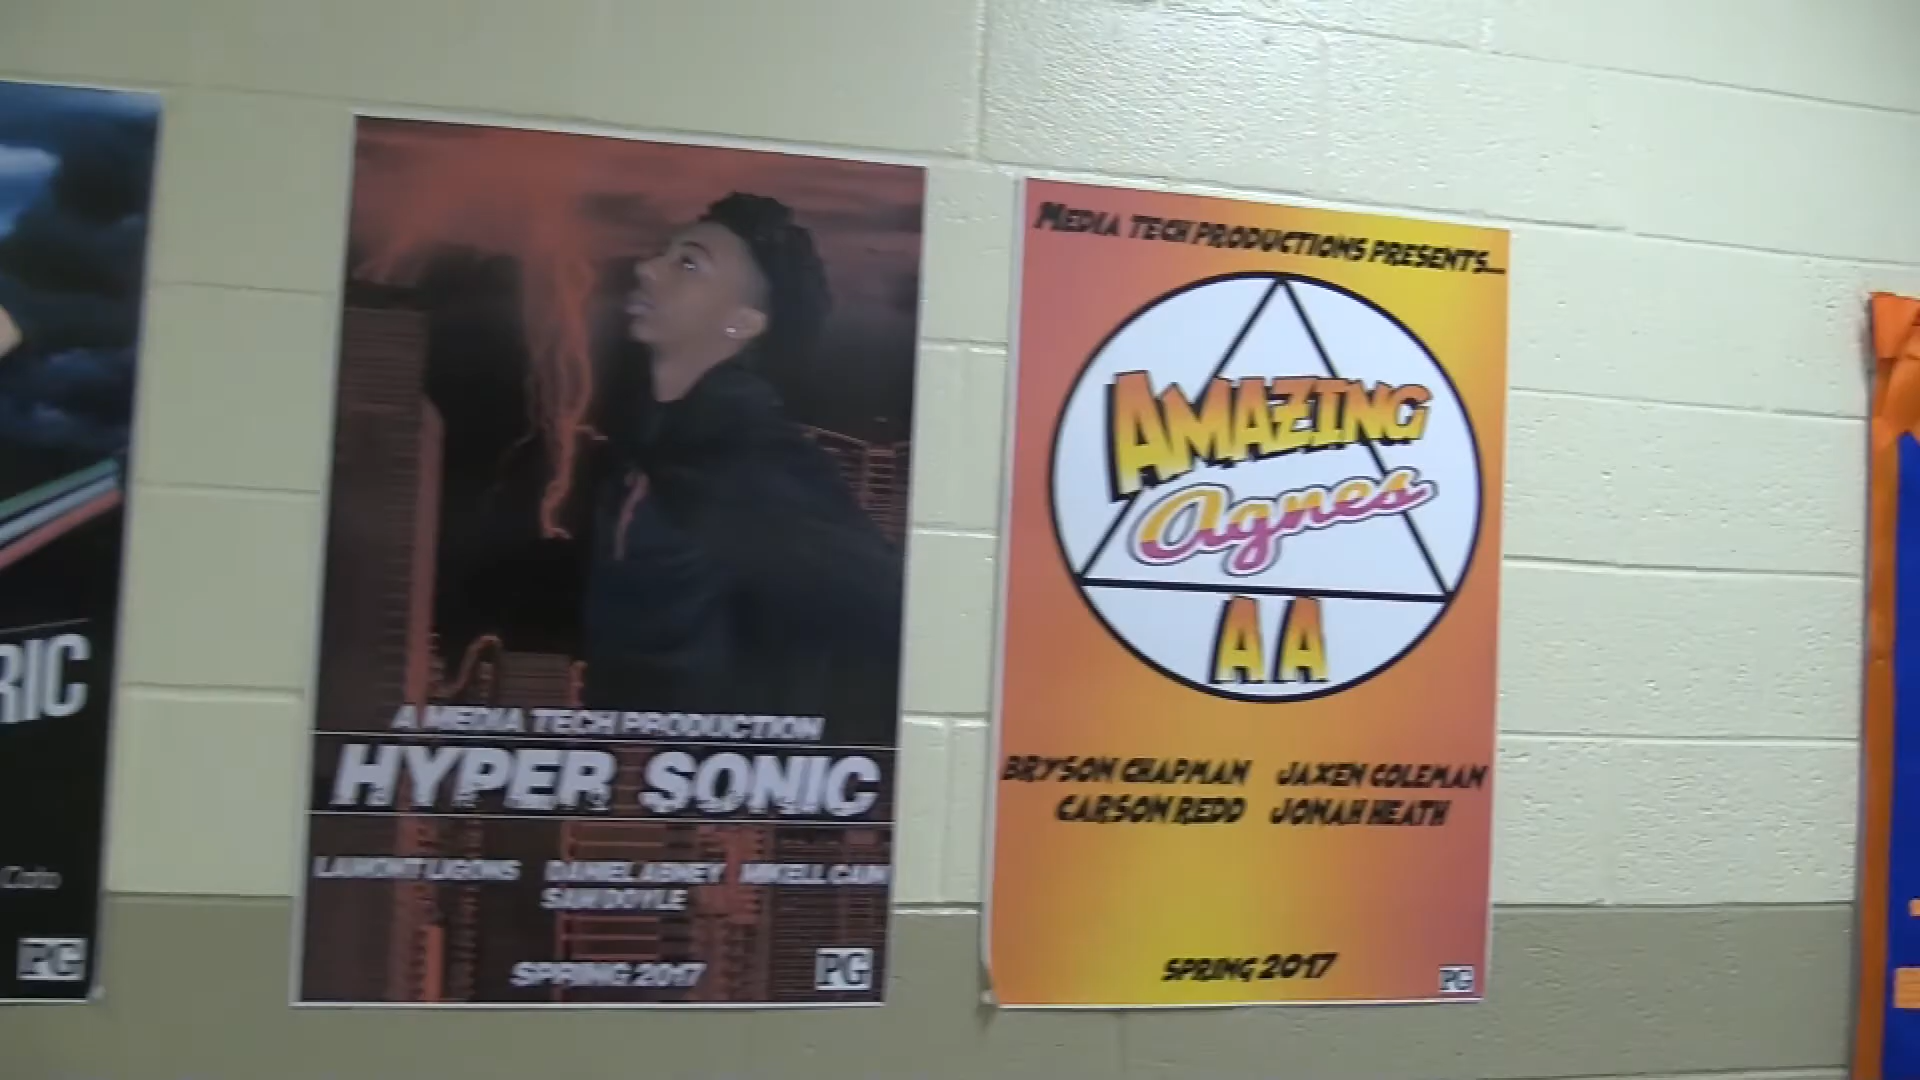 RIC
Cato
PG
A MEDIA TECH PRODUCTION
HYPER SONIC
LAMONT LIGONS DANIEL ABNEY MIKELL CAIN
SAM DOYLE
SPRING 2017
PG
MEDIA TECH PRODUCTIONS PRESENTS...
AMAZING
Agnes
A A
BRYSON CHAPMAN JAXEN COLEMAN
CARSON REDD JONAH HEATH
SPRING 2017
PG